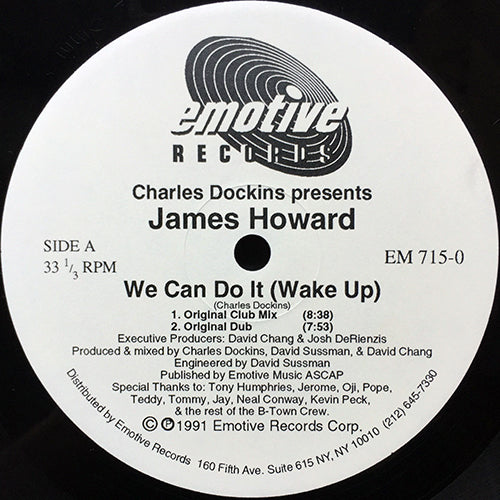 emotive
RECORDS
Charles Dockins presents
James Howard
SIDE A
33 1/3 RPM
EM 715-0
We Can Do It (Wake Up)
(Charles Dockins)
1. Original Club Mix (8:38)
2. Original Dub (7:53)
Executive Producers: David Chang & Josh DeRienzis
Produced & mixed by Charles Dockins, David Sussman, & David Chang
Engineered by David Sussman
Published by Emotive Music ASCAP
Special Thanks to: Tony Humphries, Jerome, Oji, Pope,
Teddy, Tommy, Jay, Neal Conway, Kevin Peck,
& the rest of the B-Town Crew.
© ℗ 1991 Emotive Records Corp.
Distributed by Emotive Records 160 Fifth Ave. Suite 615 NY, NY 10010 (212) 645-7330